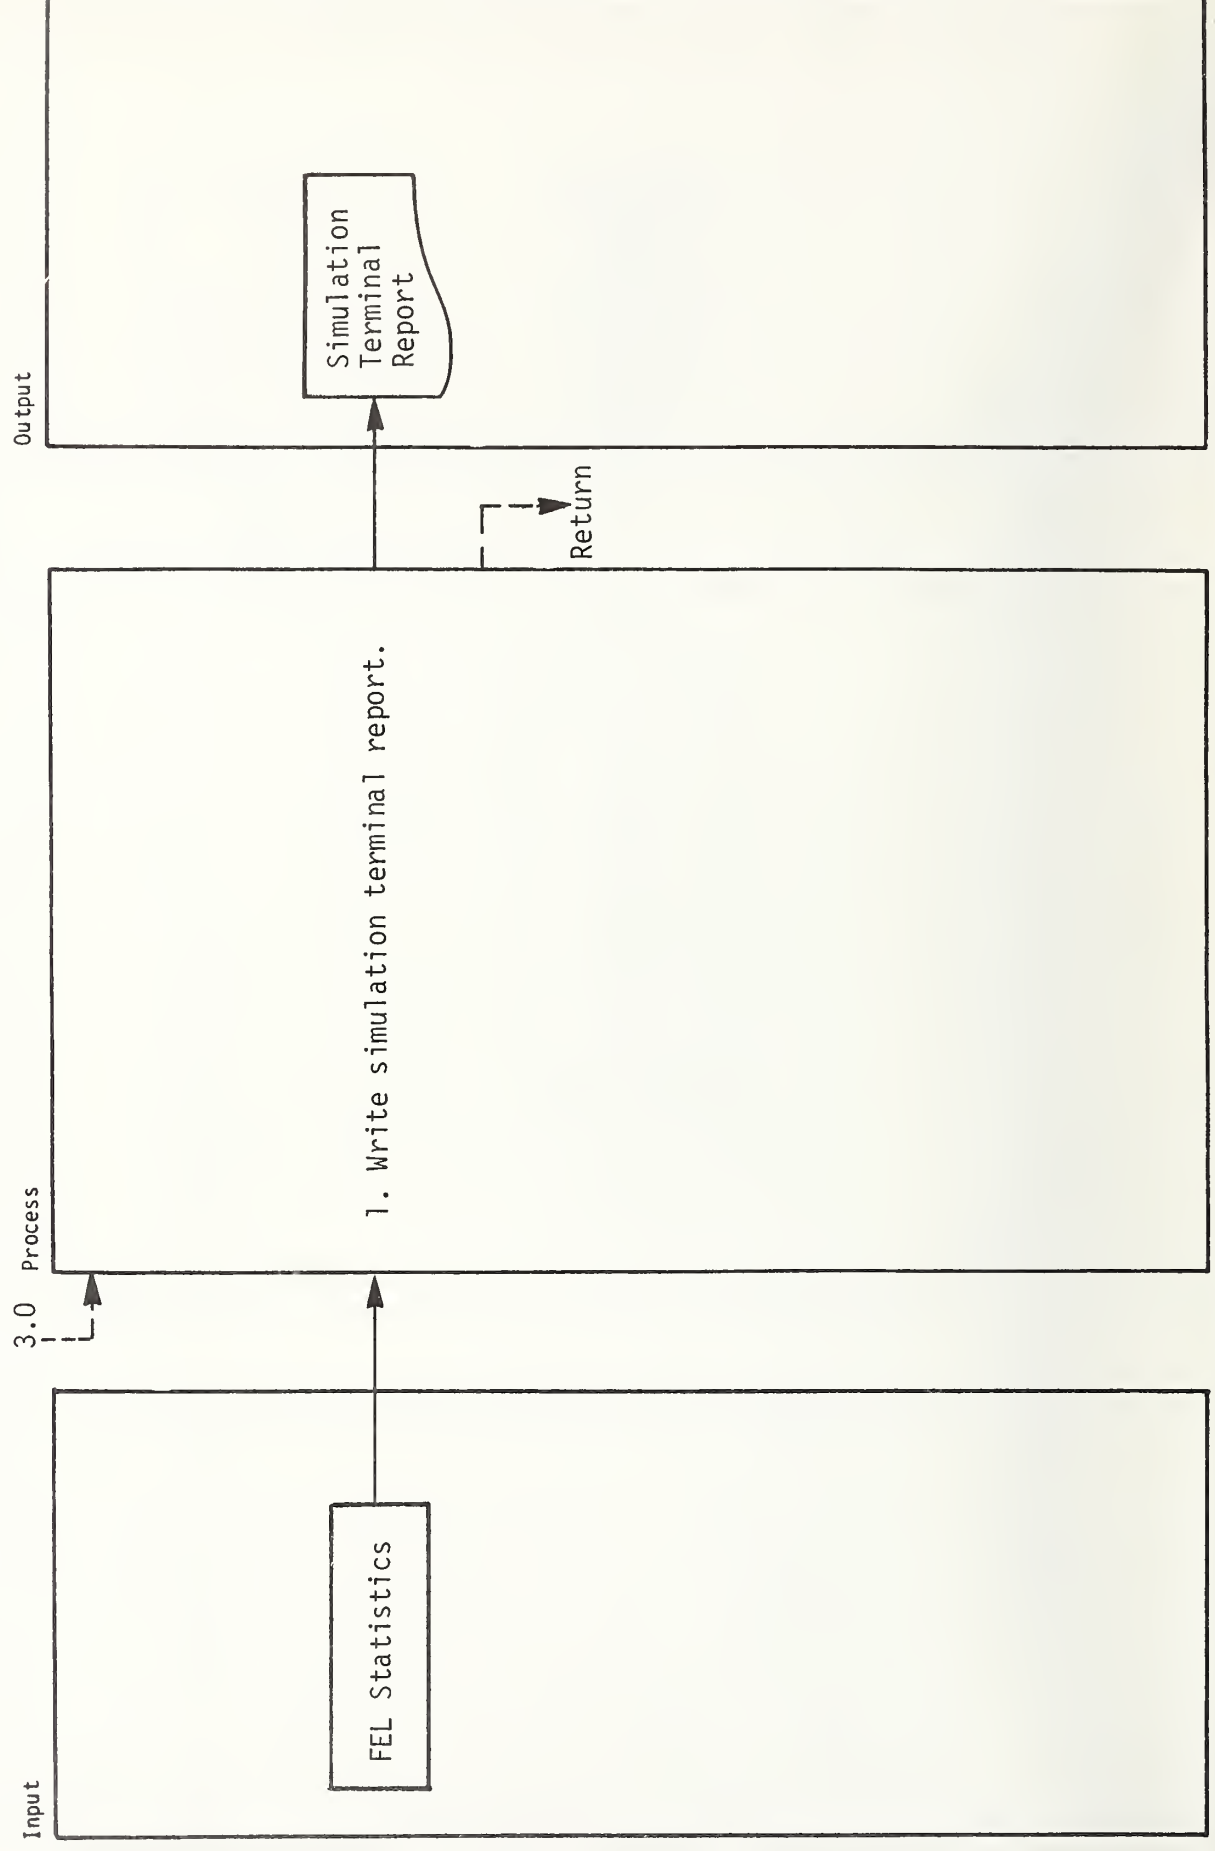 Input
FEL Statistics
3.0
Process
1. Write simulation terminal report.
Return
Output
Simulation
Terminal
Report